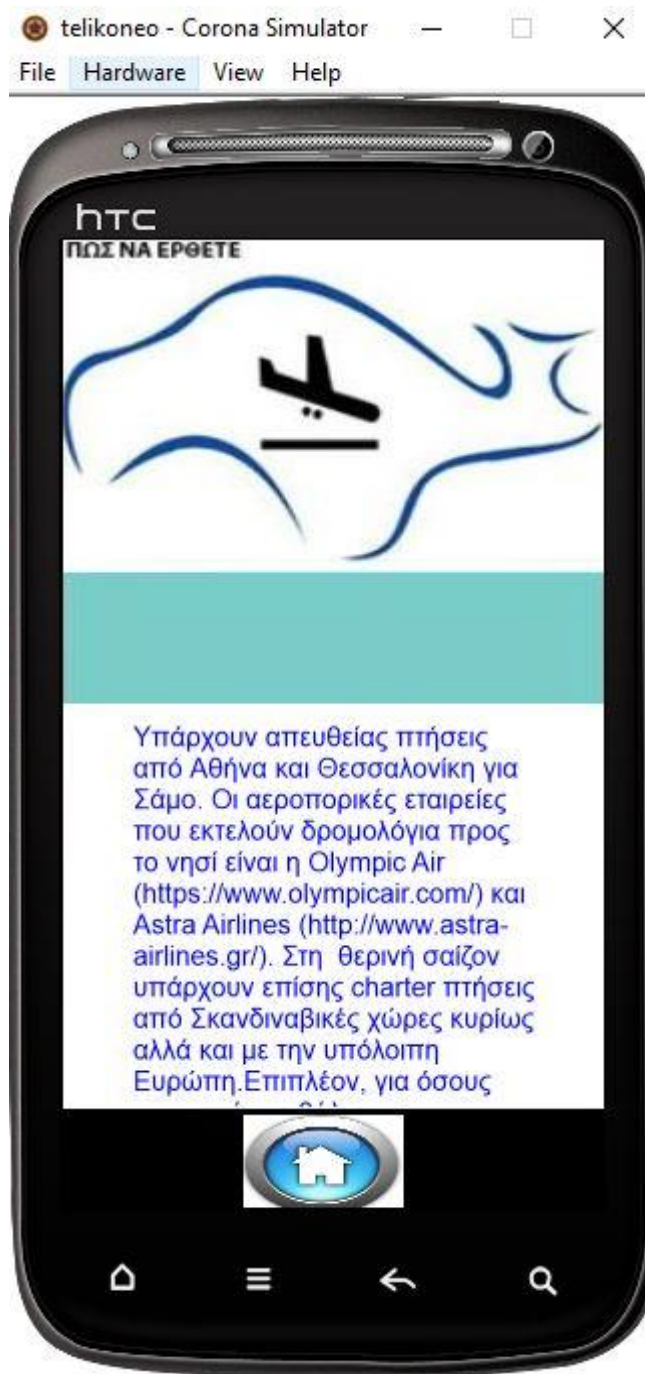 telikoneo - Corona Simulator
File Hardware View Help
hTC
ΠΩΣ ΝΑ ΕΡΘΕΤΕ
Υπάρχουν απευθείας πτήσεις
από Αθήνα και Θεσσαλονίκη για
Σάμο. Οι αεροπορικές εταιρείες
που εκτελούν δρομολόγια προς
το νησί είναι η Olympic Air
(https://www.olympicair.com/) και
Astra Airlines (http://www.astra-
airlines.gr/). Στη  θερινή σαίζον
υπάρχουν επίσης charter πτήσεις
από Σκανδιναβικές χώρες κυρίως
αλλά και με την υπόλοιπη
Ευρώπη.Επιπλέον, για όσους